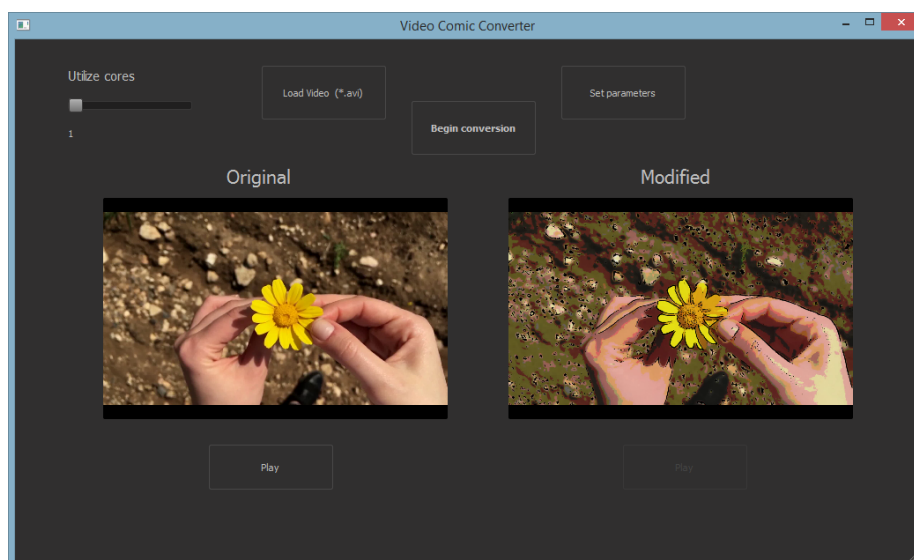 Video Comic Converter
Utilize cores
1
Load Video (*.avi)
Begin conversion
Set parameters
Original
Modified
Play
Play